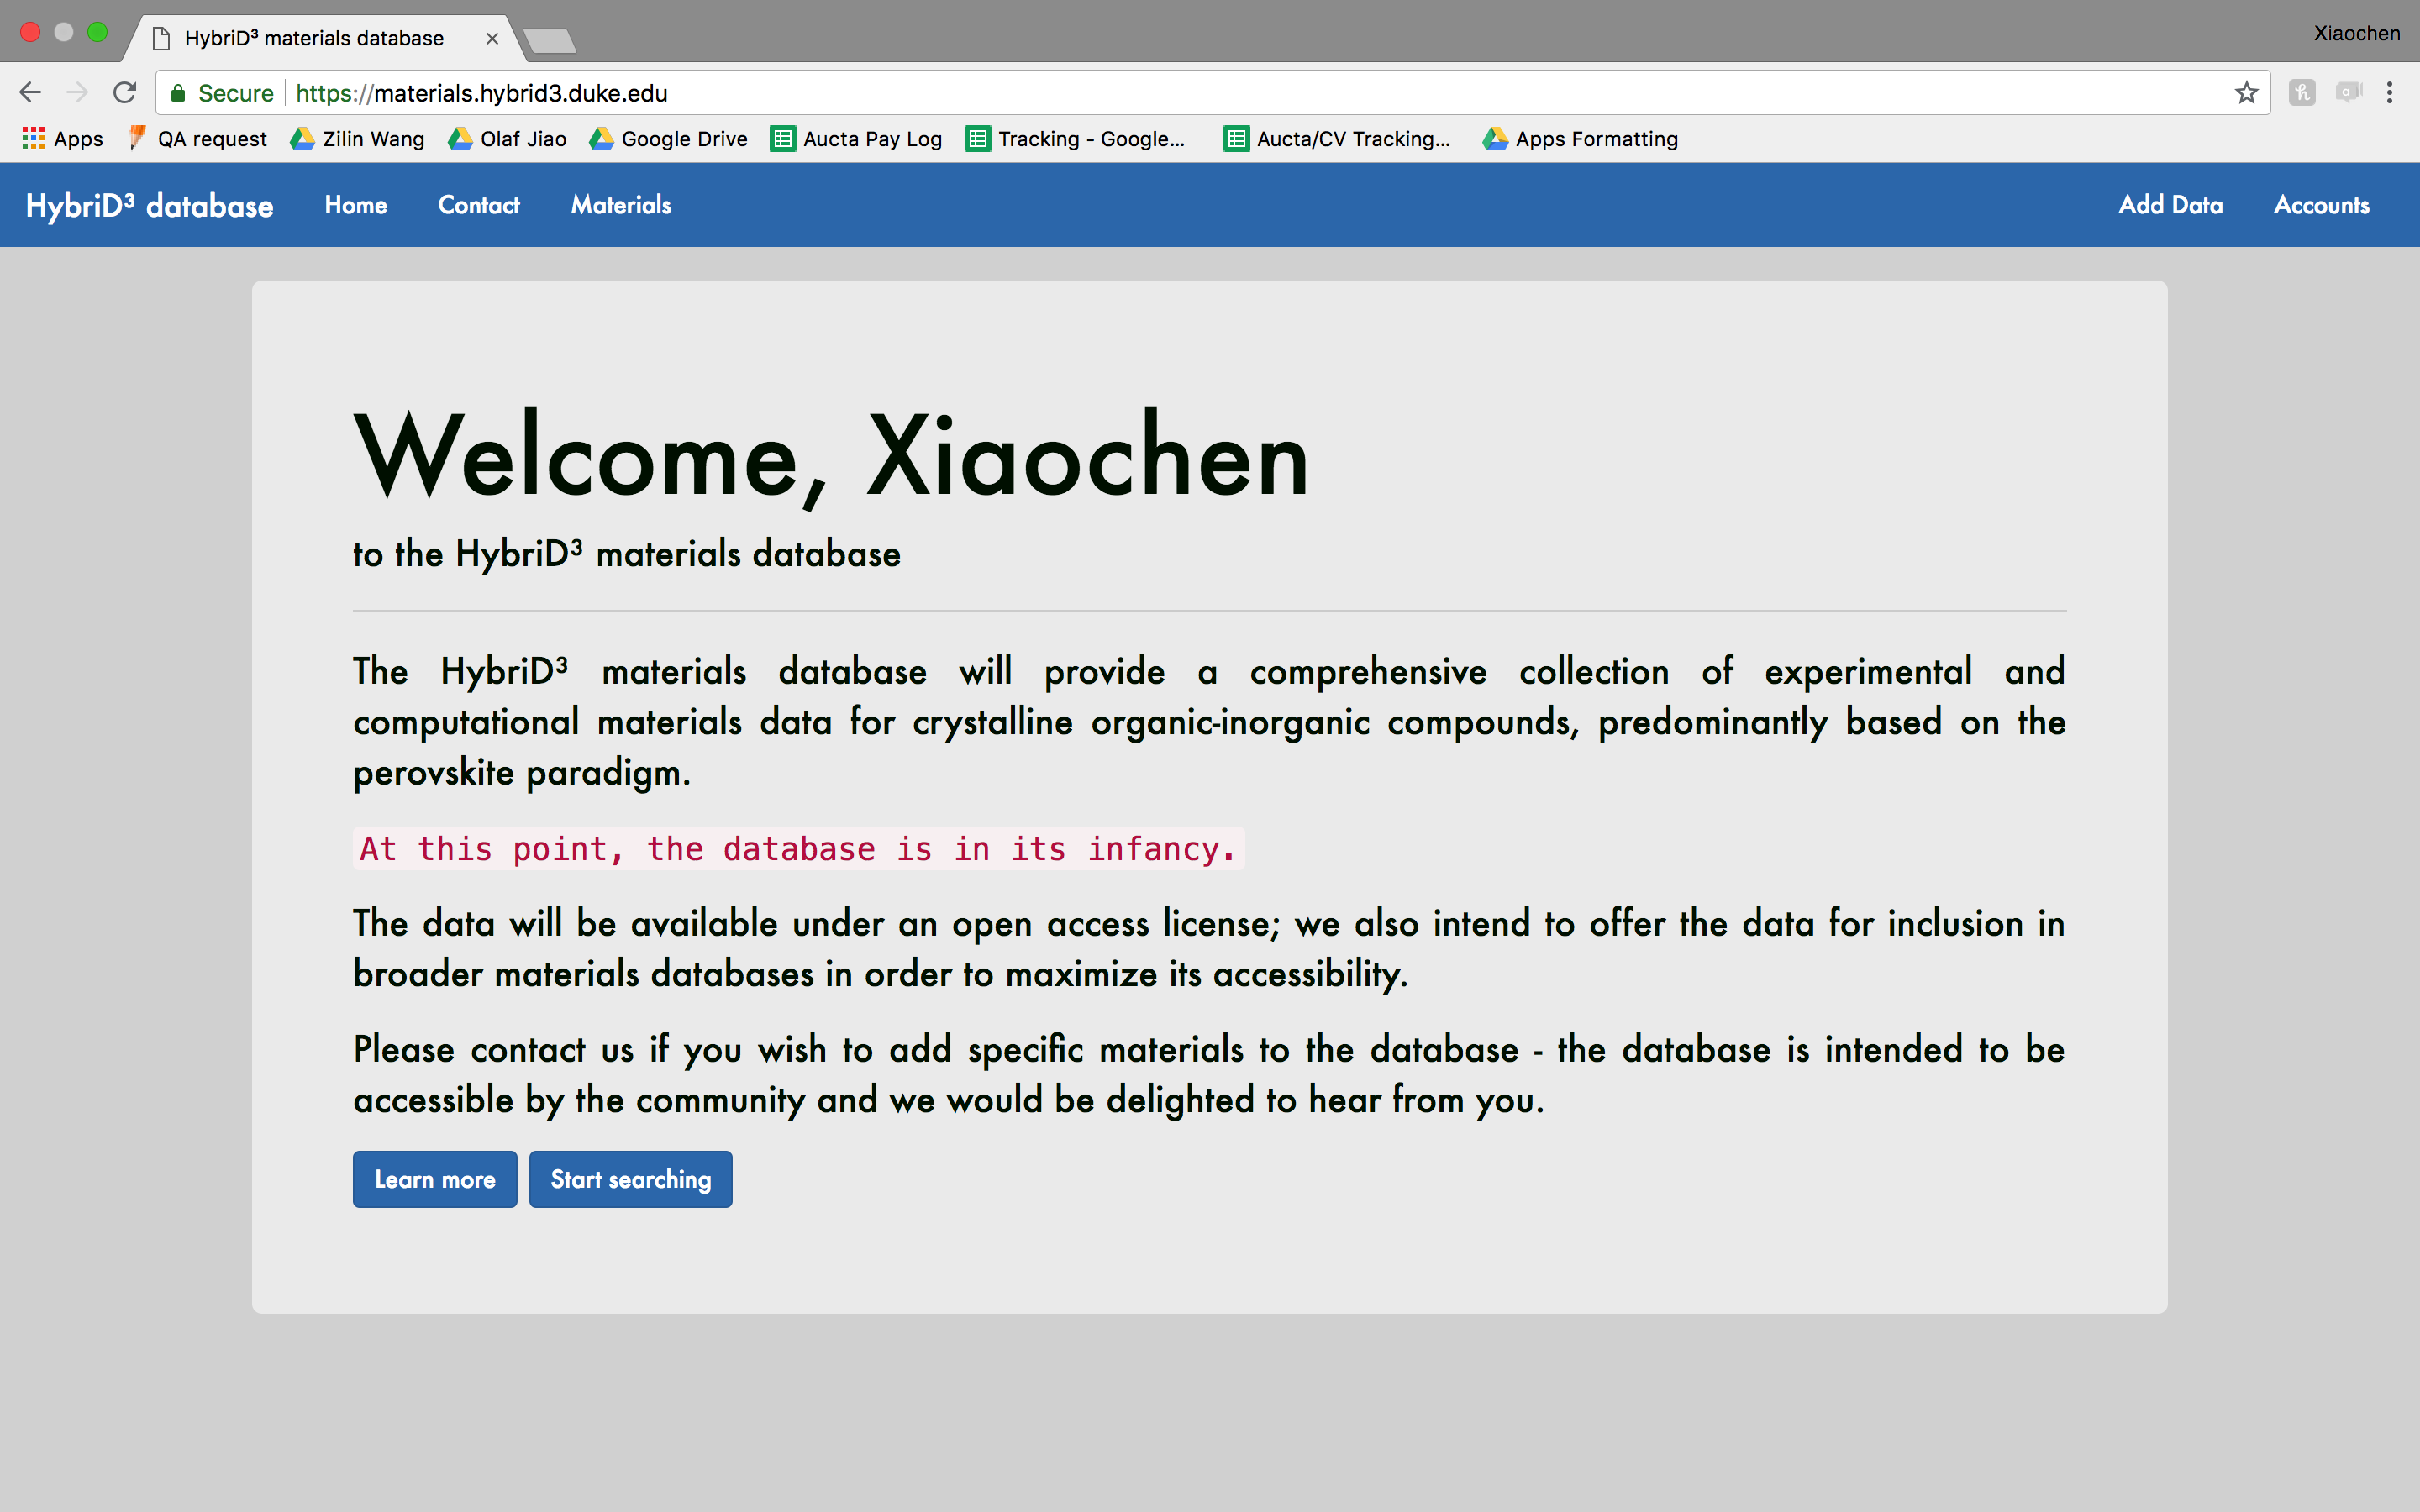 HybriD³ materials database
Xiaochen
Secure https://materials.hybrid3.duke.edu
Apps QA request Zilin Wang Olaf Jiao Google Drive Aucta Pay Log Tracking - Google... Aucta/CV Tracking... Apps Formatting
HybriD³ database Home Contact Materials Add Data Accounts
Welcome, Xiaochen
to the HybriD³ materials database
The HybriD³ materials database will provide a comprehensive collection of experimental and
computational materials data for crystalline organic-inorganic compounds, predominantly based on the
perovskite paradigm.
At this point, the database is in its infancy.
The data will be available under an open access license; we also intend to offer the data for inclusion in
broader materials databases in order to maximize its accessibility.
Please contact us if you wish to add specific materials to the database - the database is intended to be
accessible by the community and we would be delighted to hear from you.
Learn more Start searching